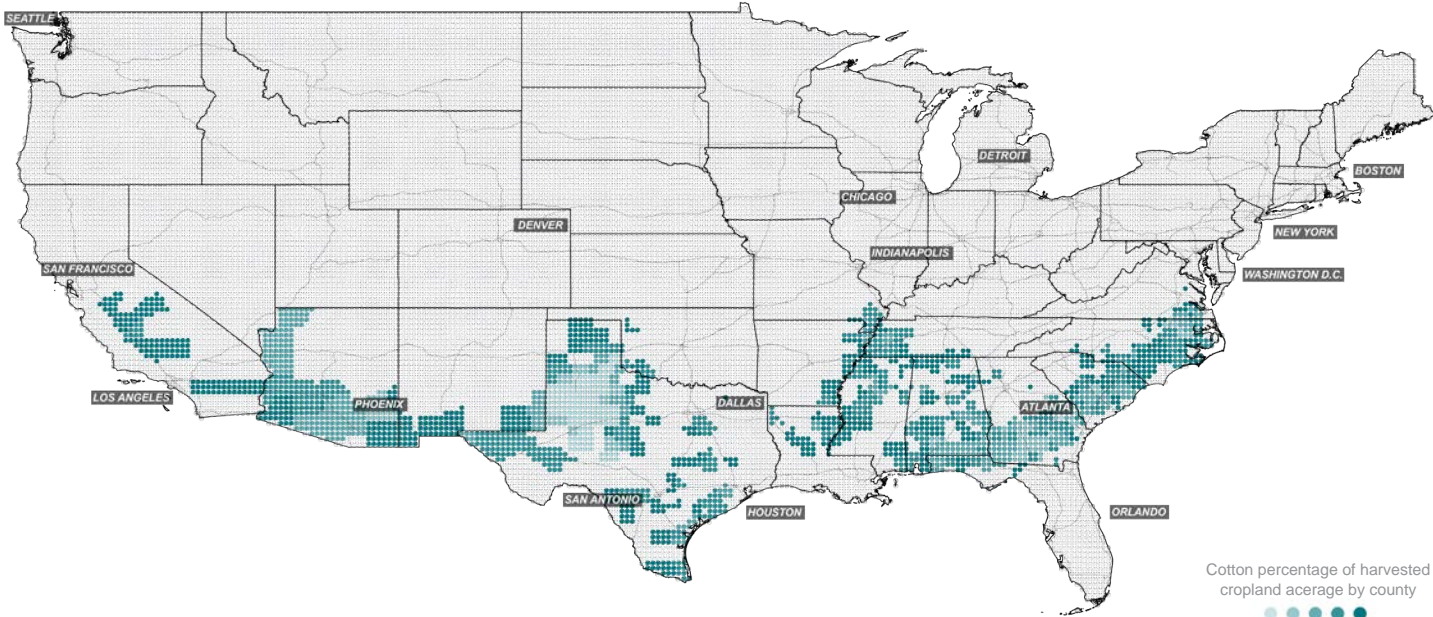 SEATTLE
DETROIT
BOSTON
CHICAGO
DENVER
NEW YORK
INDIANAPOLIS
SAN FRANCISCO
WASHINGTON D.C.
LOS ANGELES
PHOENIX
DALLAS
ATLANTA
SAN ANTONIO
HOUSTON
ORLANDO
Cotton percentage of harvested
cropland acerage by county